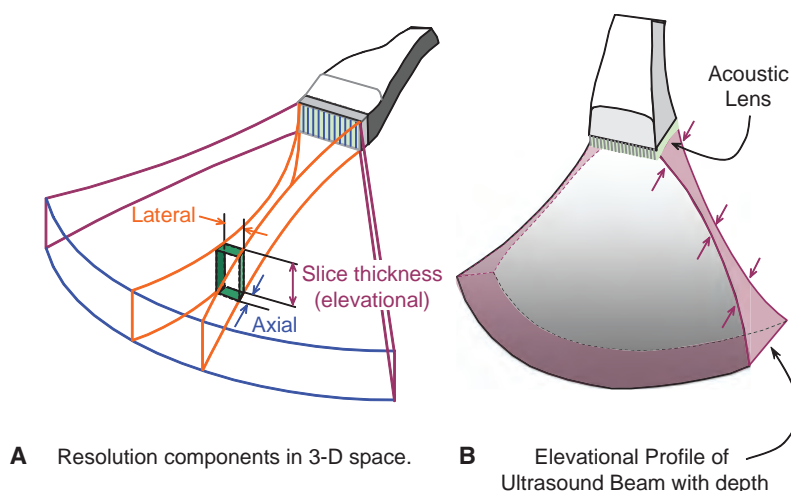 Acoustic
Lens
Lateral
Slice thickness
(elevational)
Axial
A Resolution components in 3-D space.
B Elevational Profile of
Ultrasound Beam with depth